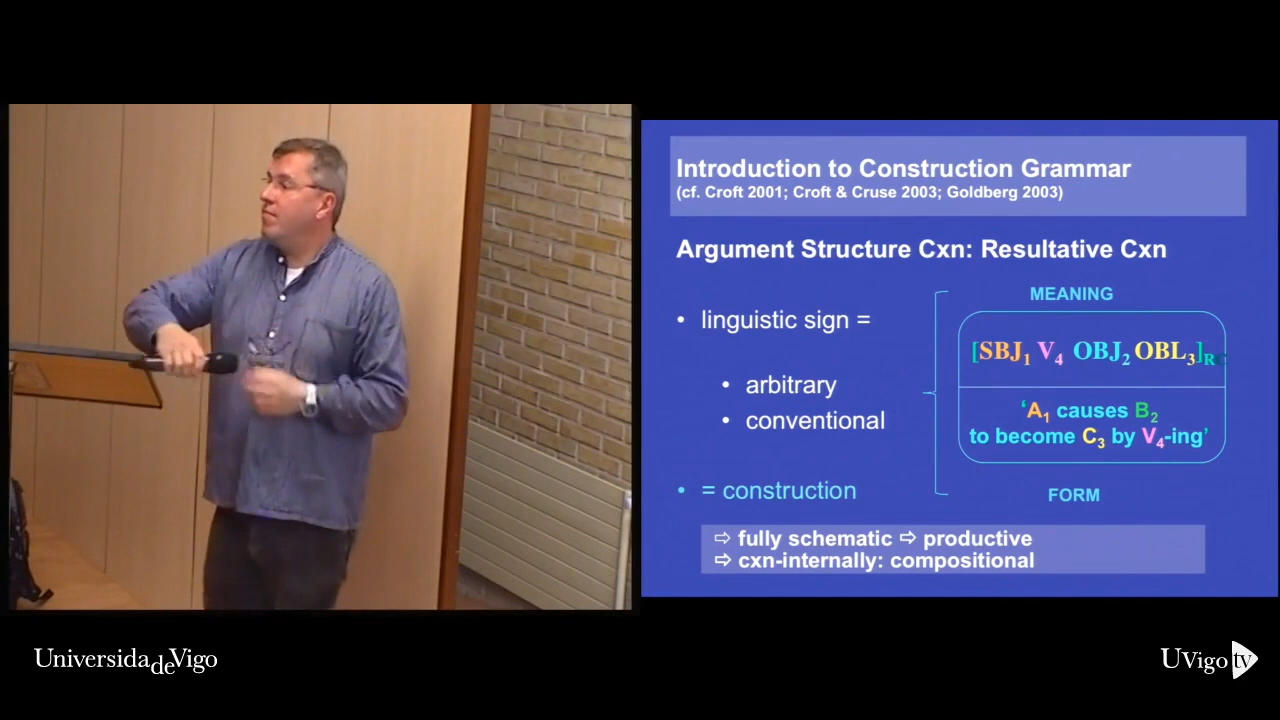 Introduction to Construction Grammar
(cf. Croft 2001; Croft & Cruse 2003; Goldberg 2003)
Argument Structure Cxn: Resultative Cxn
MEANING
• linguistic sign =
[SBJ₁ V₄ OBJ₂ OBL₃]RC
• arbitrary
‘A₁ causes B₂
• conventional
to become C₃ by V₄-ing’
• = construction
FORM
⇨ fully schematic ⇨ productive
⇨ cxn-internally: compositional
UniversidadeVigo
UVigo tv